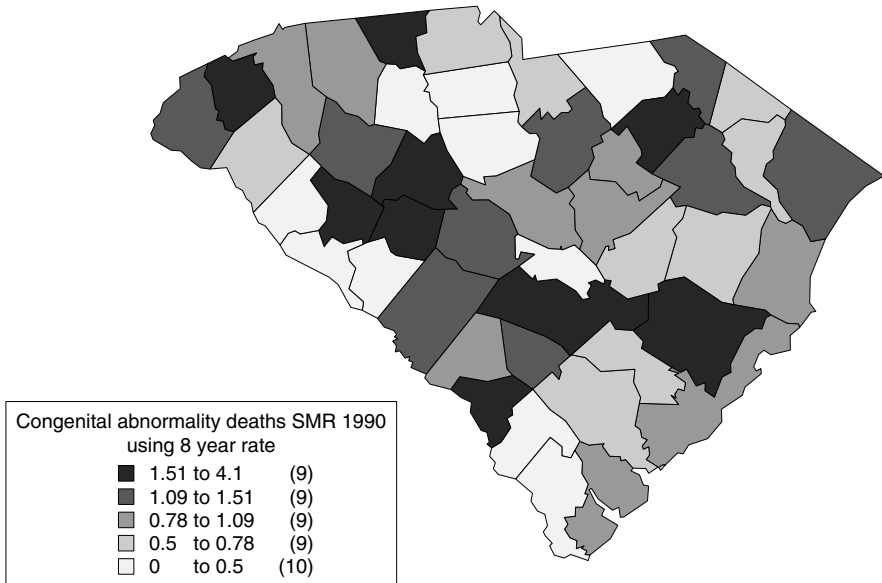 Congenital abnormality deaths SMR 1990
using 8 year rate
1.51 to 4.1 (9)
1.09 to 1.51 (9)
0.78 to 1.09 (9)
0.5 to 0.78 (9)
0 to 0.5 (10)